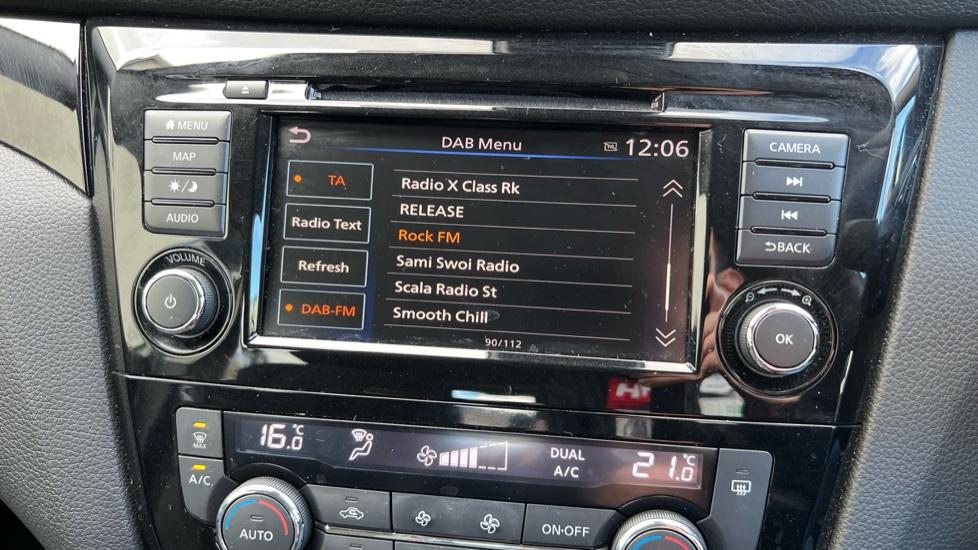 MENU
MAP
AUDIO
VOLUME
DAB Menu
12:06
TA
Radio Text
Refresh
DAB-FM
Radio X Class Rk
RELEASE
Rock FM
Sami Swoi Radio
Scala Radio St
Smooth Chill
90/112
CAMERA
BACK
OK
MAX
A/C
16.0 °C
DUAL
A/C
21.0 °C
AUTO
ON·OFF